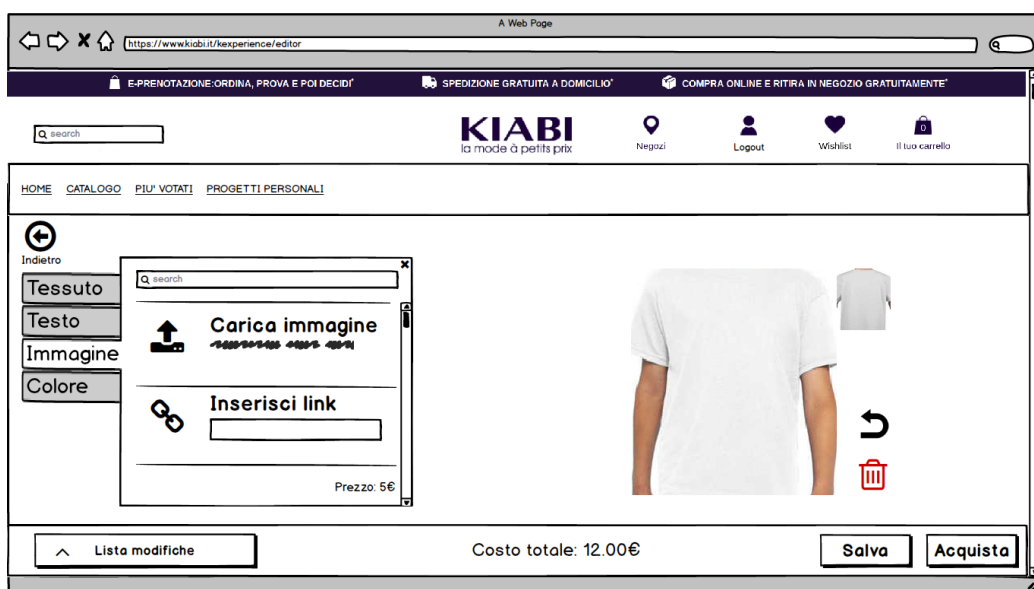 A Web Page
https://www.kiabi.it/kexperience/editor
E-PRENOTAZIONE:ORDINA, PROVA E POI DECIDI*
SPEDIZIONE GRATUITA A DOMICILIO*
COMPRA ONLINE E RITIRA IN NEGOZIO GRATUITAMENTE*
search
KIABI
la mode à petits prix
Negozi
Logout
Wishlist
0
Il tuo carrello
HOME CATALOGO PIU' VOTATI PROGETTI PERSONALI
Indietro
Tessuto
Testo
Immagine
Colore
search
Carica immagine
Inserisci link
Prezzo: 5€
Lista modifiche
Costo totale: 12.00€
Salva
Acquista